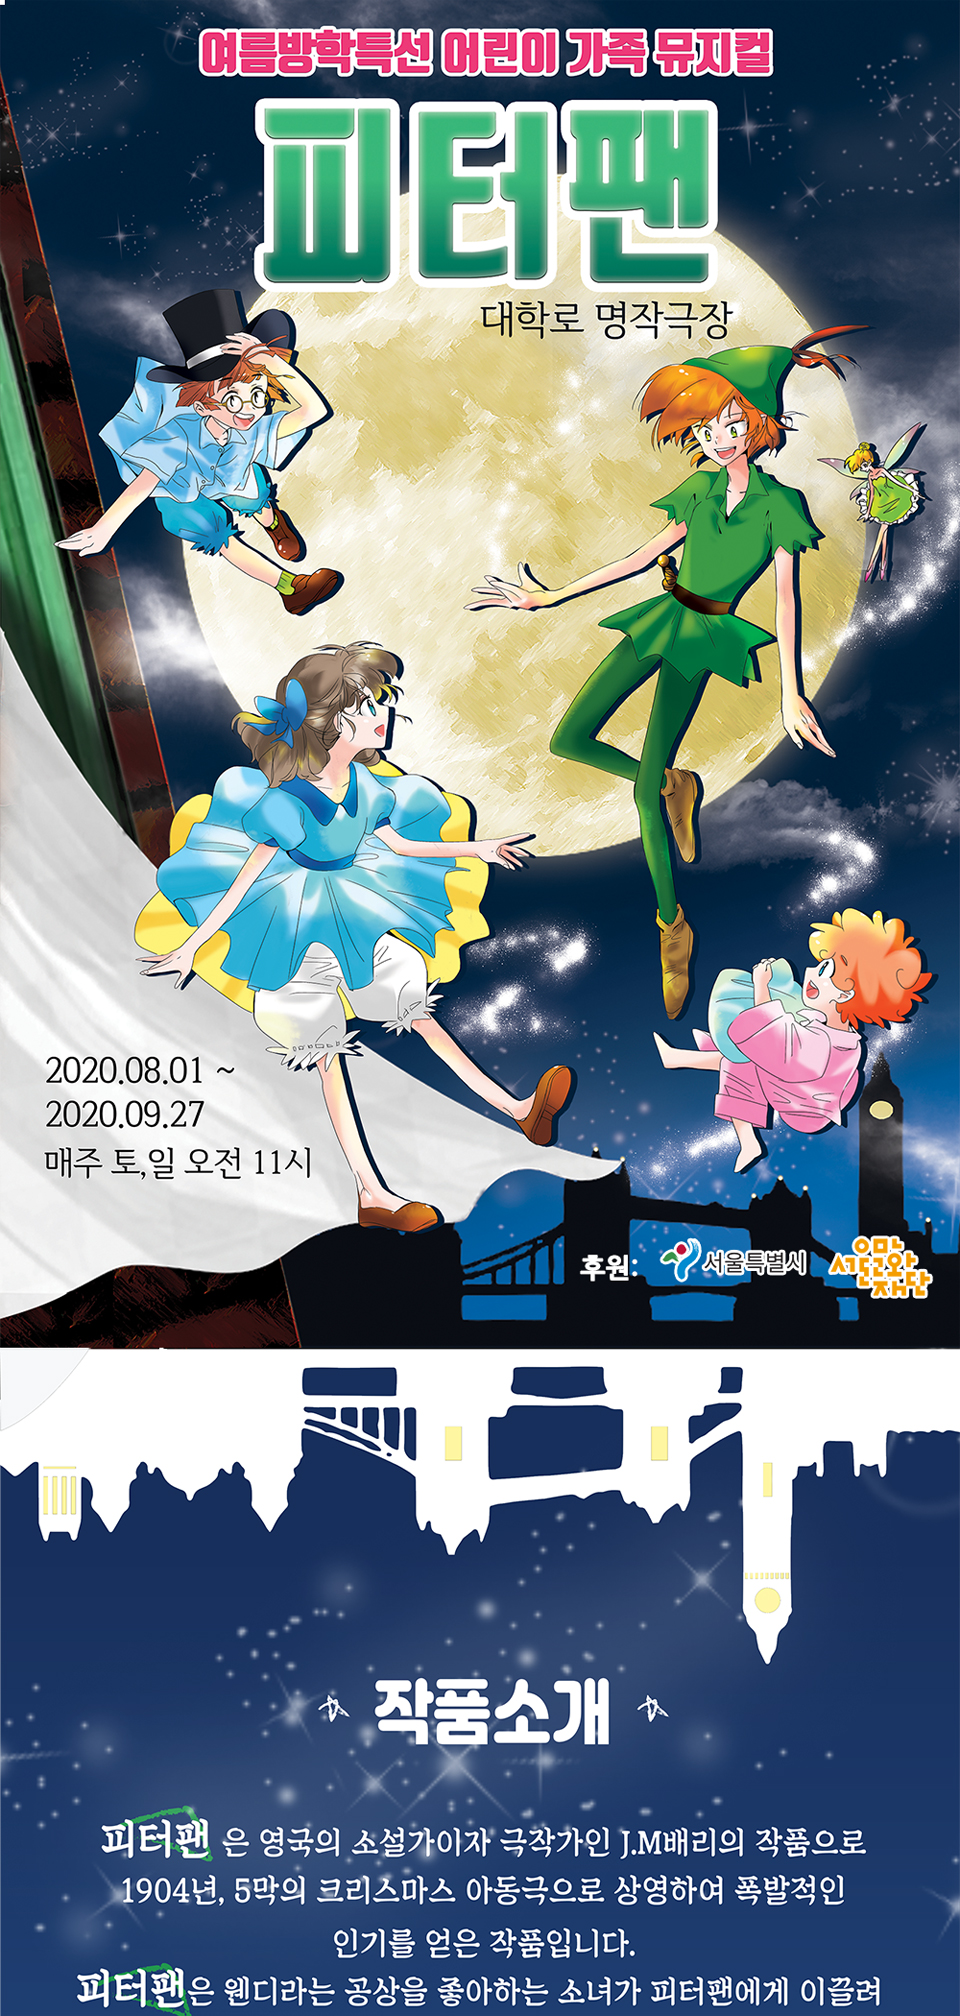 여름방학특선 어린이 가족 뮤지컬
피터팬
대학로 명작극장
2020.08.01 ~
2020.09.27
매주 토,일 오전 11시
후원: 서울특별시 서울문화재단
작품소개
피터팬 은 영국의 소설가이자 극작가인 J.M배리의 작품으로
1904년, 5막의 크리스마스 아동극으로 상영하여 폭발적인
인기를 얻은 작품입니다.
피터팬은 웬디라는 공상을 좋아하는 소녀가 피터팬에게 이끌려